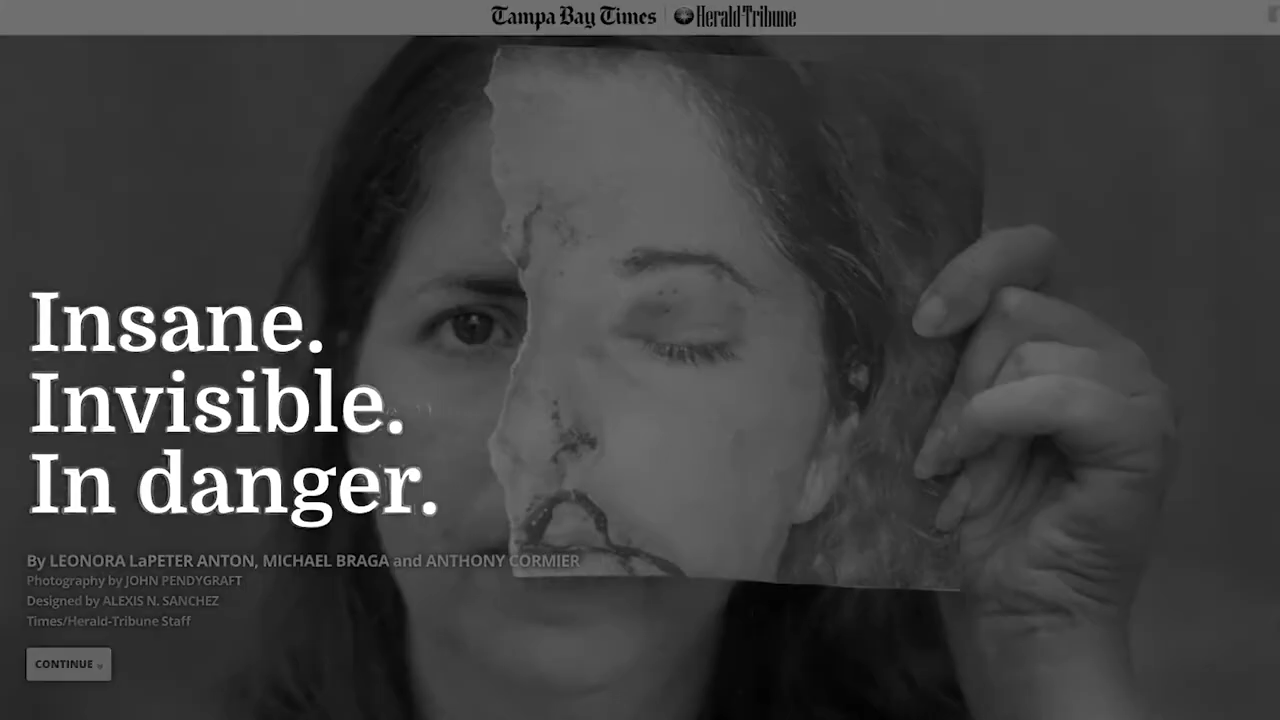 Tampa Bay Times | Herald-Tribune
Insane.
Invisible.
In danger.
By LEONORA LaPETER ANTON, MICHAEL BRAGA and ANTHONY CORMIER
Photography by JOHN PENDYGRAFT
Designed by ALEXIS N. SANCHEZ
Times/Herald-Tribune Staff
CONTINUE